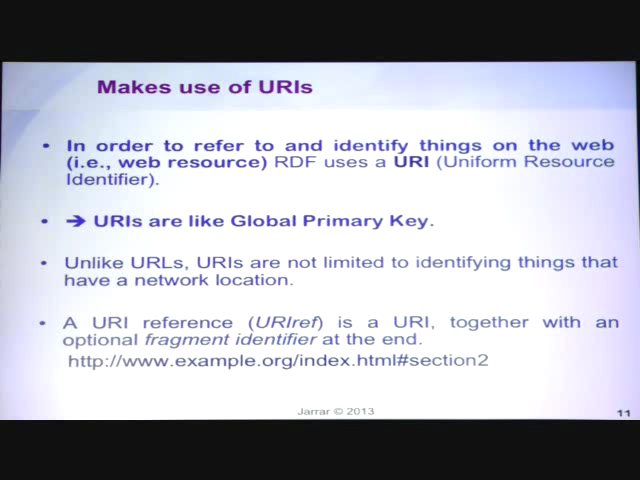 Makes use of URIs
• In order to refer to and identify things on the web
(i.e., web resource) RDF uses a URI (Uniform Resource
Identifier).
• ➔ URIs are like Global Primary Key.
• Unlike URLs, URIs are not limited to identifying things that
have a network location.
• A URI reference (URIref) is a URI, together with an
optional fragment identifier at the end.
http://www.example.org/index.html#section2
Jarrar © 2013
11